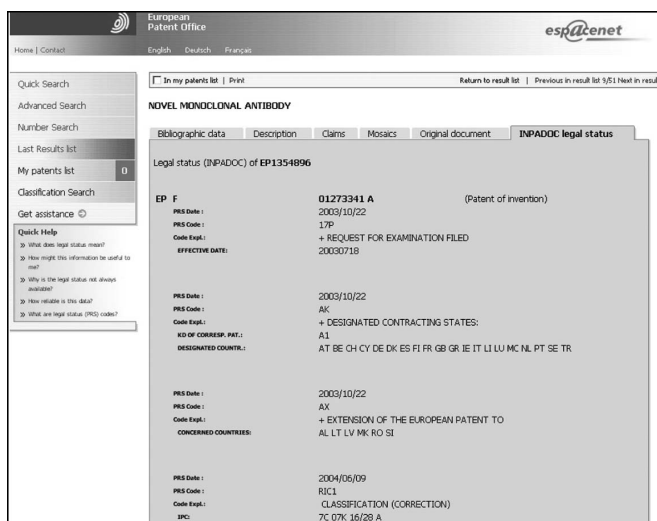 European
Patent Office
espacenet
Home | Contact
English Deutsch Français
Quick Search
Advanced Search
Number Search
Last Results list
My patents list 0
Classification Search
Get assistance
Quick Help
» What does legal status mean?
» How might this information be useful to
me?
» Why is the legal status not always
available?
» How reliable is this data?
» What are legal status (PRS) codes?
In my patents list | Print
Return to result list | Previous in result list 9/51 Next in resul
NOVEL MONOCLONAL ANTIBODY
Bibliographic data Description Claims Mosaics Original document INPADOC legal status
Legal status (INPADOC) of EP1354896
EP F 01273341 A (Patent of invention)
PRS Date : 2003/10/22
PRS Code : 17P
Code Expl.: + REQUEST FOR EXAMINATION FILED
EFFECTIVE DATE: 20030718
PRS Date : 2003/10/22
PRS Code : AK
Code Expl.: + DESIGNATED CONTRACTING STATES:
KD OF CORRESP. PAT.: A1
DESIGNATED COUNTR.: AT BE CH CY DE DK ES FI FR GB GR IE IT LI LU MC NL PT SE TR
PRS Date : 2003/10/22
PRS Code : AX
Code Expl.: + EXTENSION OF THE EUROPEAN PATENT TO
CONCERNED COUNTRIES: AL LT LV MK RO SI
PRS Date : 2004/06/09
PRS Code : RIC1
Code Expl.: CLASSIFICATION (CORRECTION)
IPC: 7C 07K 16/28 A